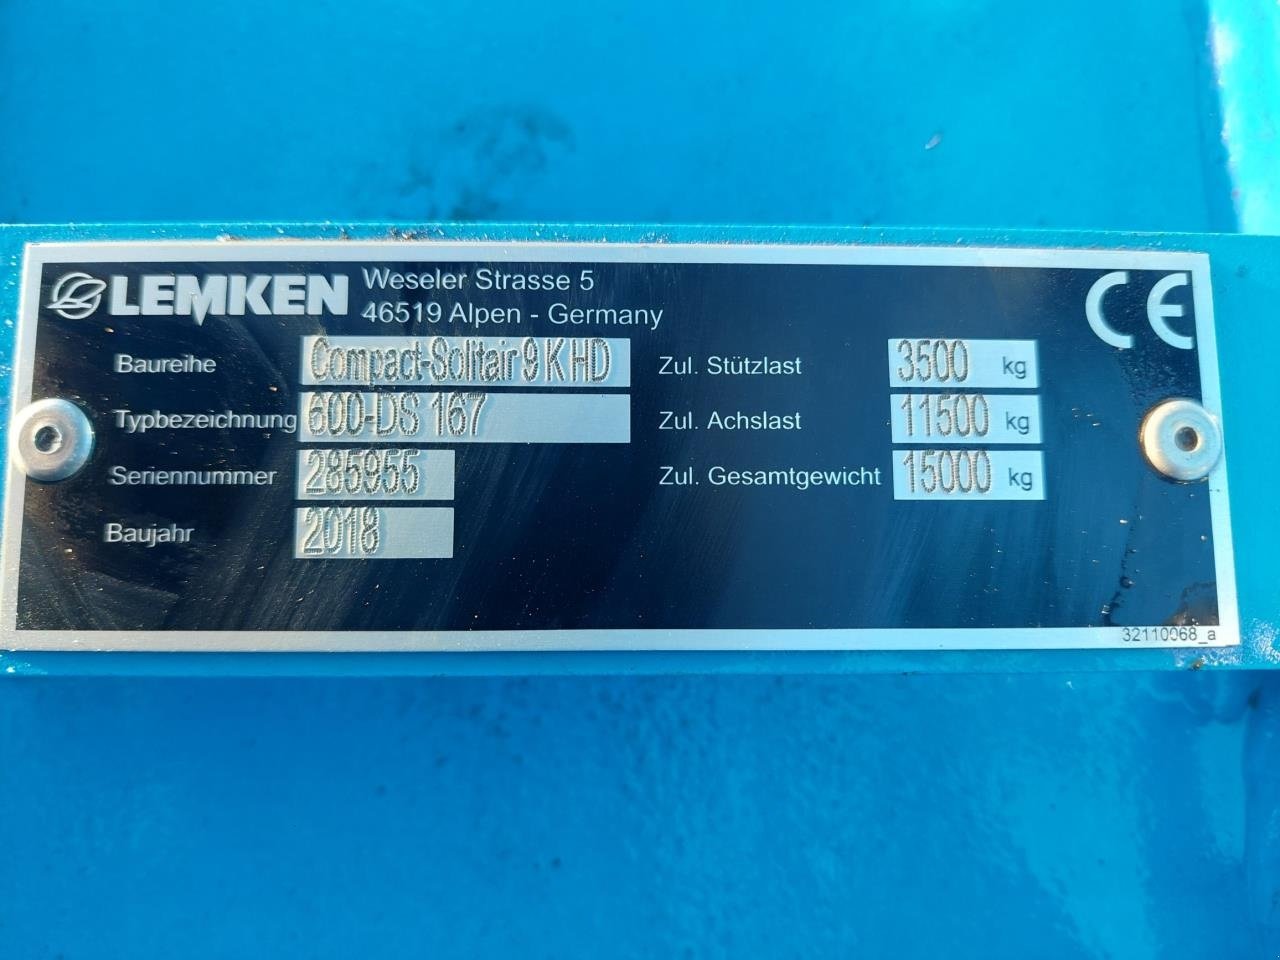 LEMKEN Weseler Strasse 5
46519 Alpen - Germany
CE
Baureihe Compact-Solitair 9 K HD
Typbezeichnung 600-DS 167
Seriennummer 285955
Baujahr 2018
Zul. Stützlast 3500 kg
Zul. Achslast 11500 kg
Zul. Gesamtgewicht 15000 kg
32110068_a